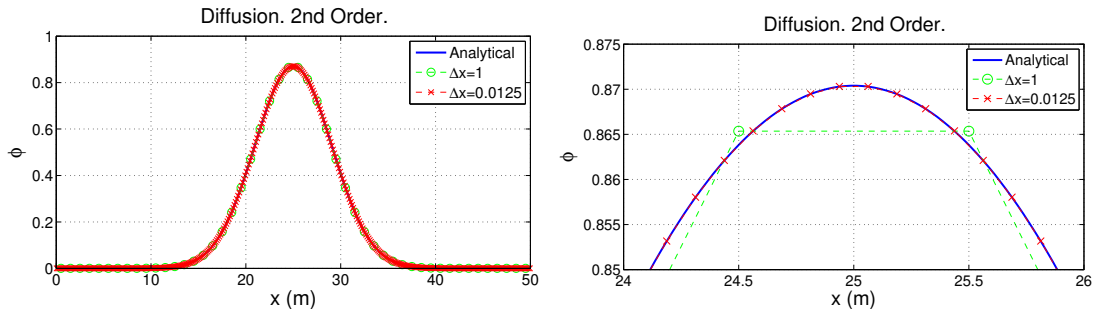 Diffusion. 2nd Order.
1
0.8
0.6
0.4
0.2
0
0 10 20 30 40 50
ϕ
x (m)
Analytical
Δx=1
Δx=0.0125
Diffusion. 2nd Order.
0.875
0.87
0.865
0.86
0.855
0.85
24 24.5 25 25.5 26
ϕ
x (m)
Analytical
Δx=1
Δx=0.0125